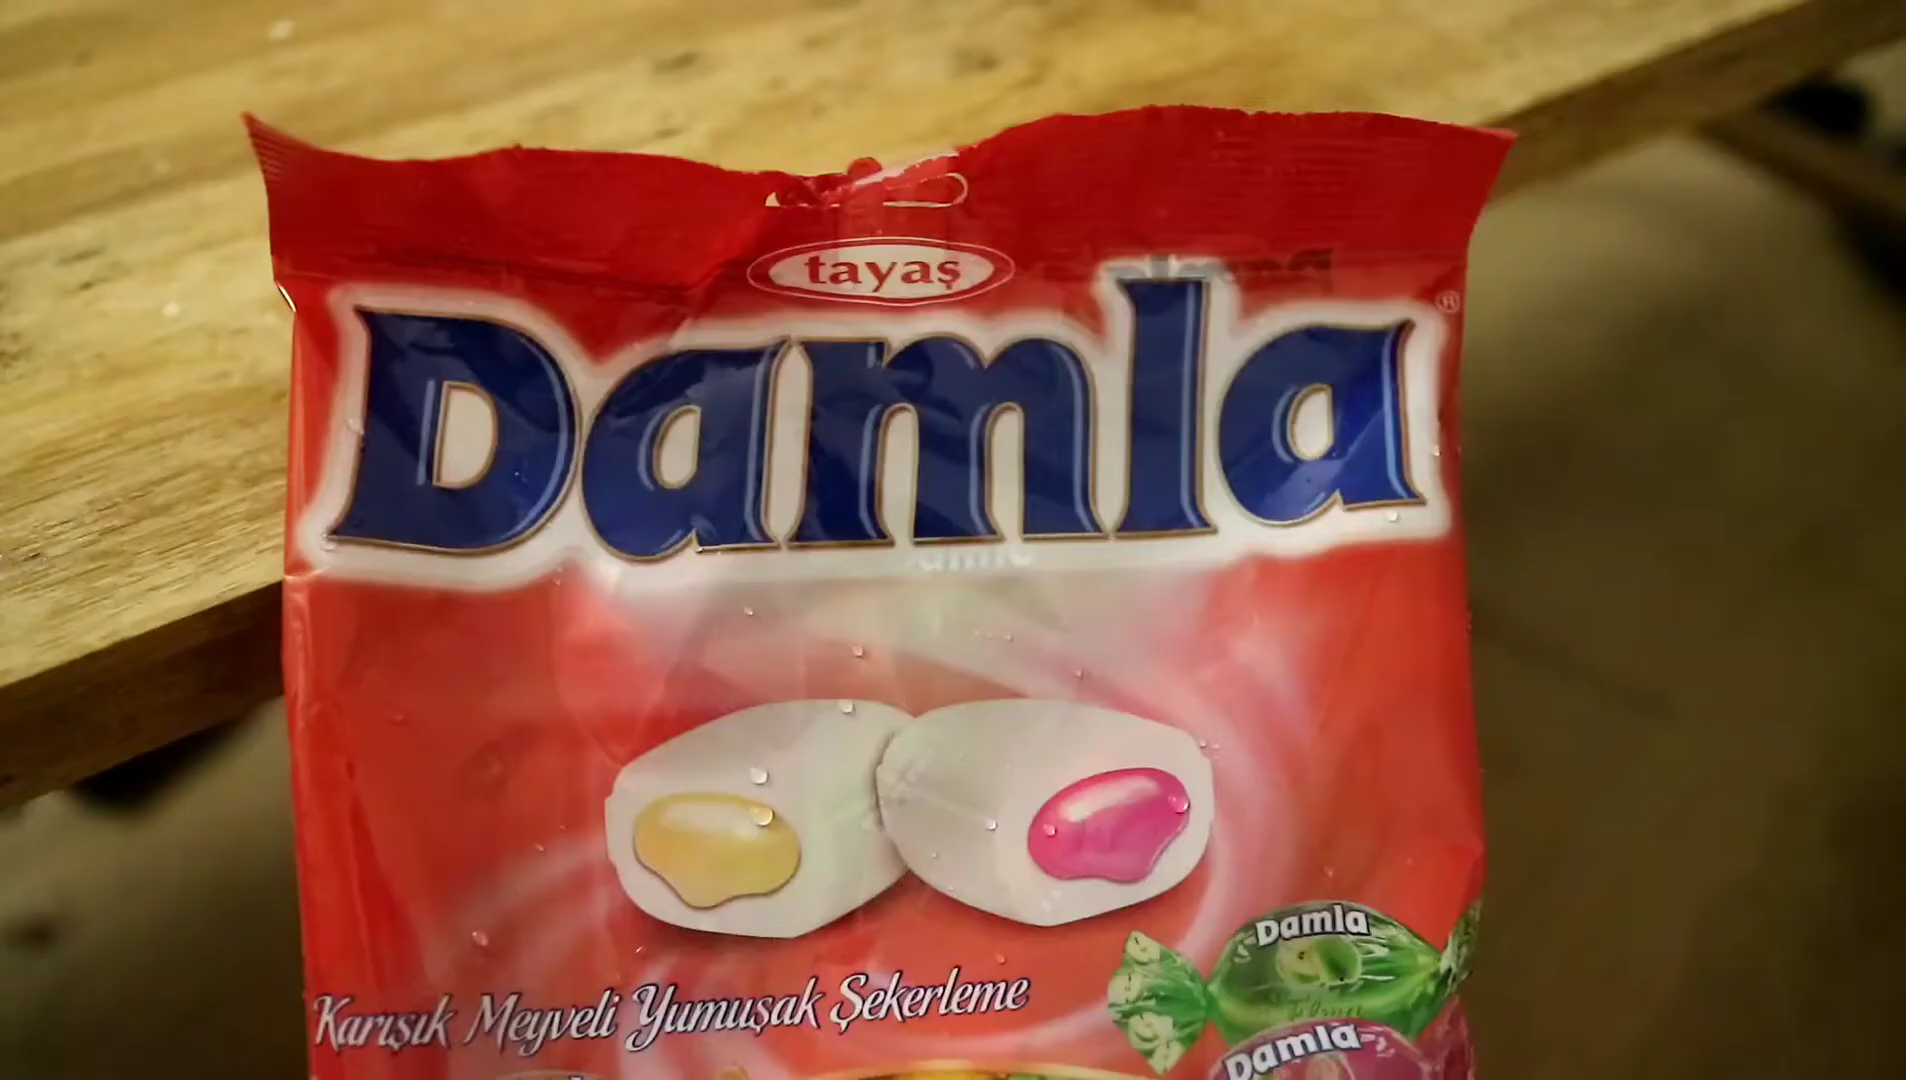 tayaş
Damla
®
Karışık Meyveli Yumuşak Şekerleme
Damla
Damla